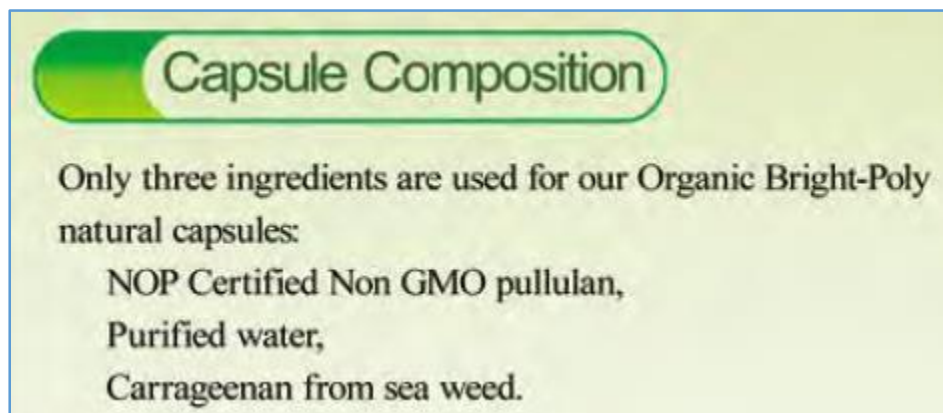 Capsule Composition
Only three ingredients are used for our Organic Bright-Poly
natural capsules:
NOP Certified Non GMO pullulan,
Purified water,
Carrageenan from sea weed.